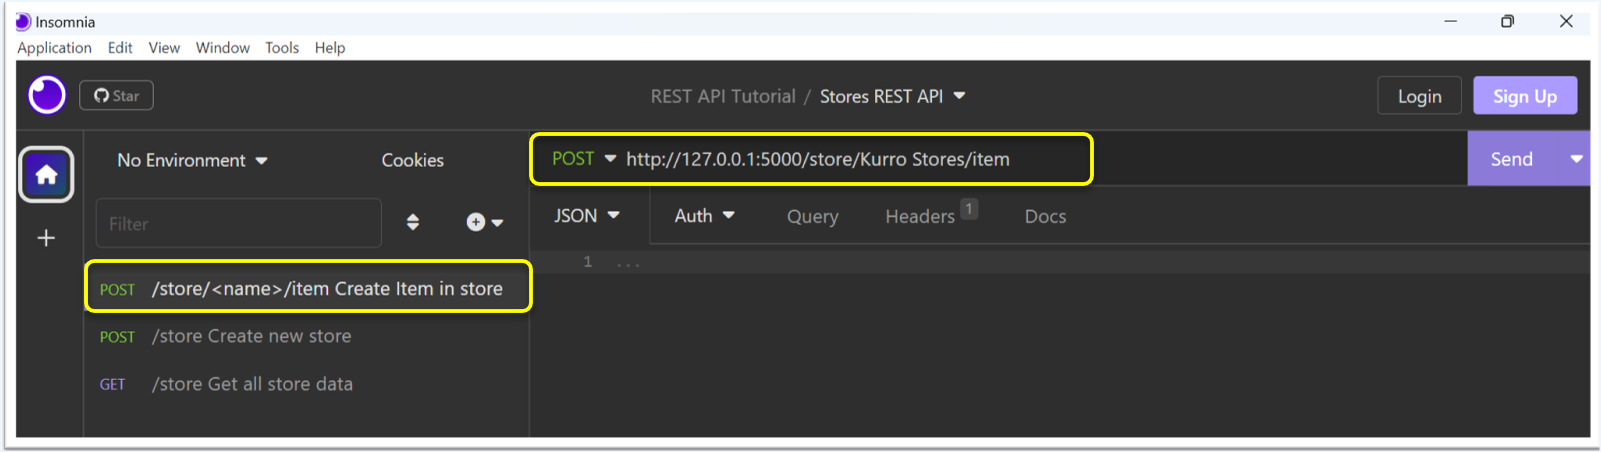 Insomnia
Application Edit View Window Tools Help
Star
REST API Tutorial / Stores REST API
Login
Sign Up
No Environment
Cookies
POST http://127.0.0.1:5000/store/Kurro Stores/item
Send
Filter
JSON
Auth
Query
Headers 1
Docs
1 ...
POST /store/<name>/item Create Item in store
POST /store Create new store
GET /store Get all store data